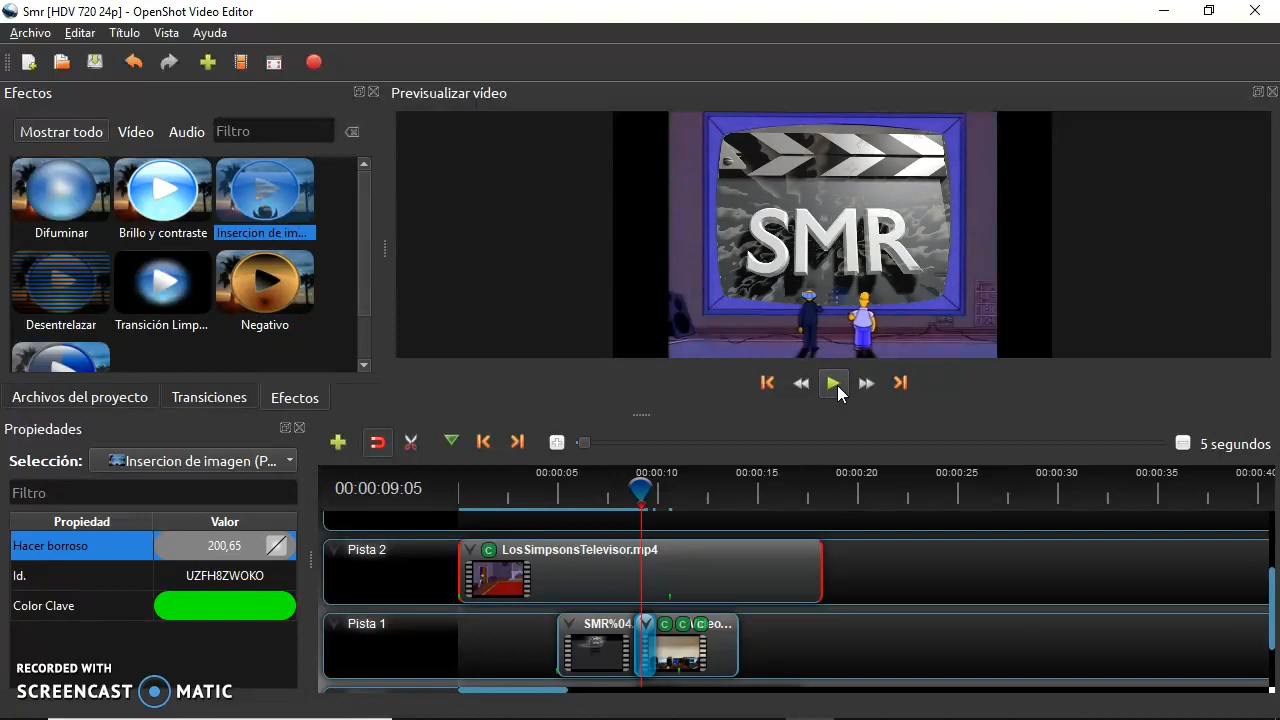 Smr [HDV 720 24p] - OpenShot Video Editor
Archivo Editar Título Vista Ayuda
Efectos
Previsualizar vídeo
Mostrar todo Vídeo Audio Filtro
Difuminar Brillo y contraste Insercion de im...
Desentrelazar Transición Limp... Negativo
SMR
Archivos del proyecto Transiciones Efectos
Propiedades
Selección: Insercion de imagen (P...
Filtro
Propiedad Valor
Hacer borroso 200,65
Id. UZFH8ZWOKO
Color Clave
5 segundos
00:00:09:05
00:00:05 00:00:10 00:00:15 00:00:20 00:00:25 00:00:30 00:00:35 00:00:40
Pista 2 C LosSimpsonsTelevisor.mp4
Pista 1 SMR%04. C C C eo...
RECORDED WITH
SCREENCAST MATIC